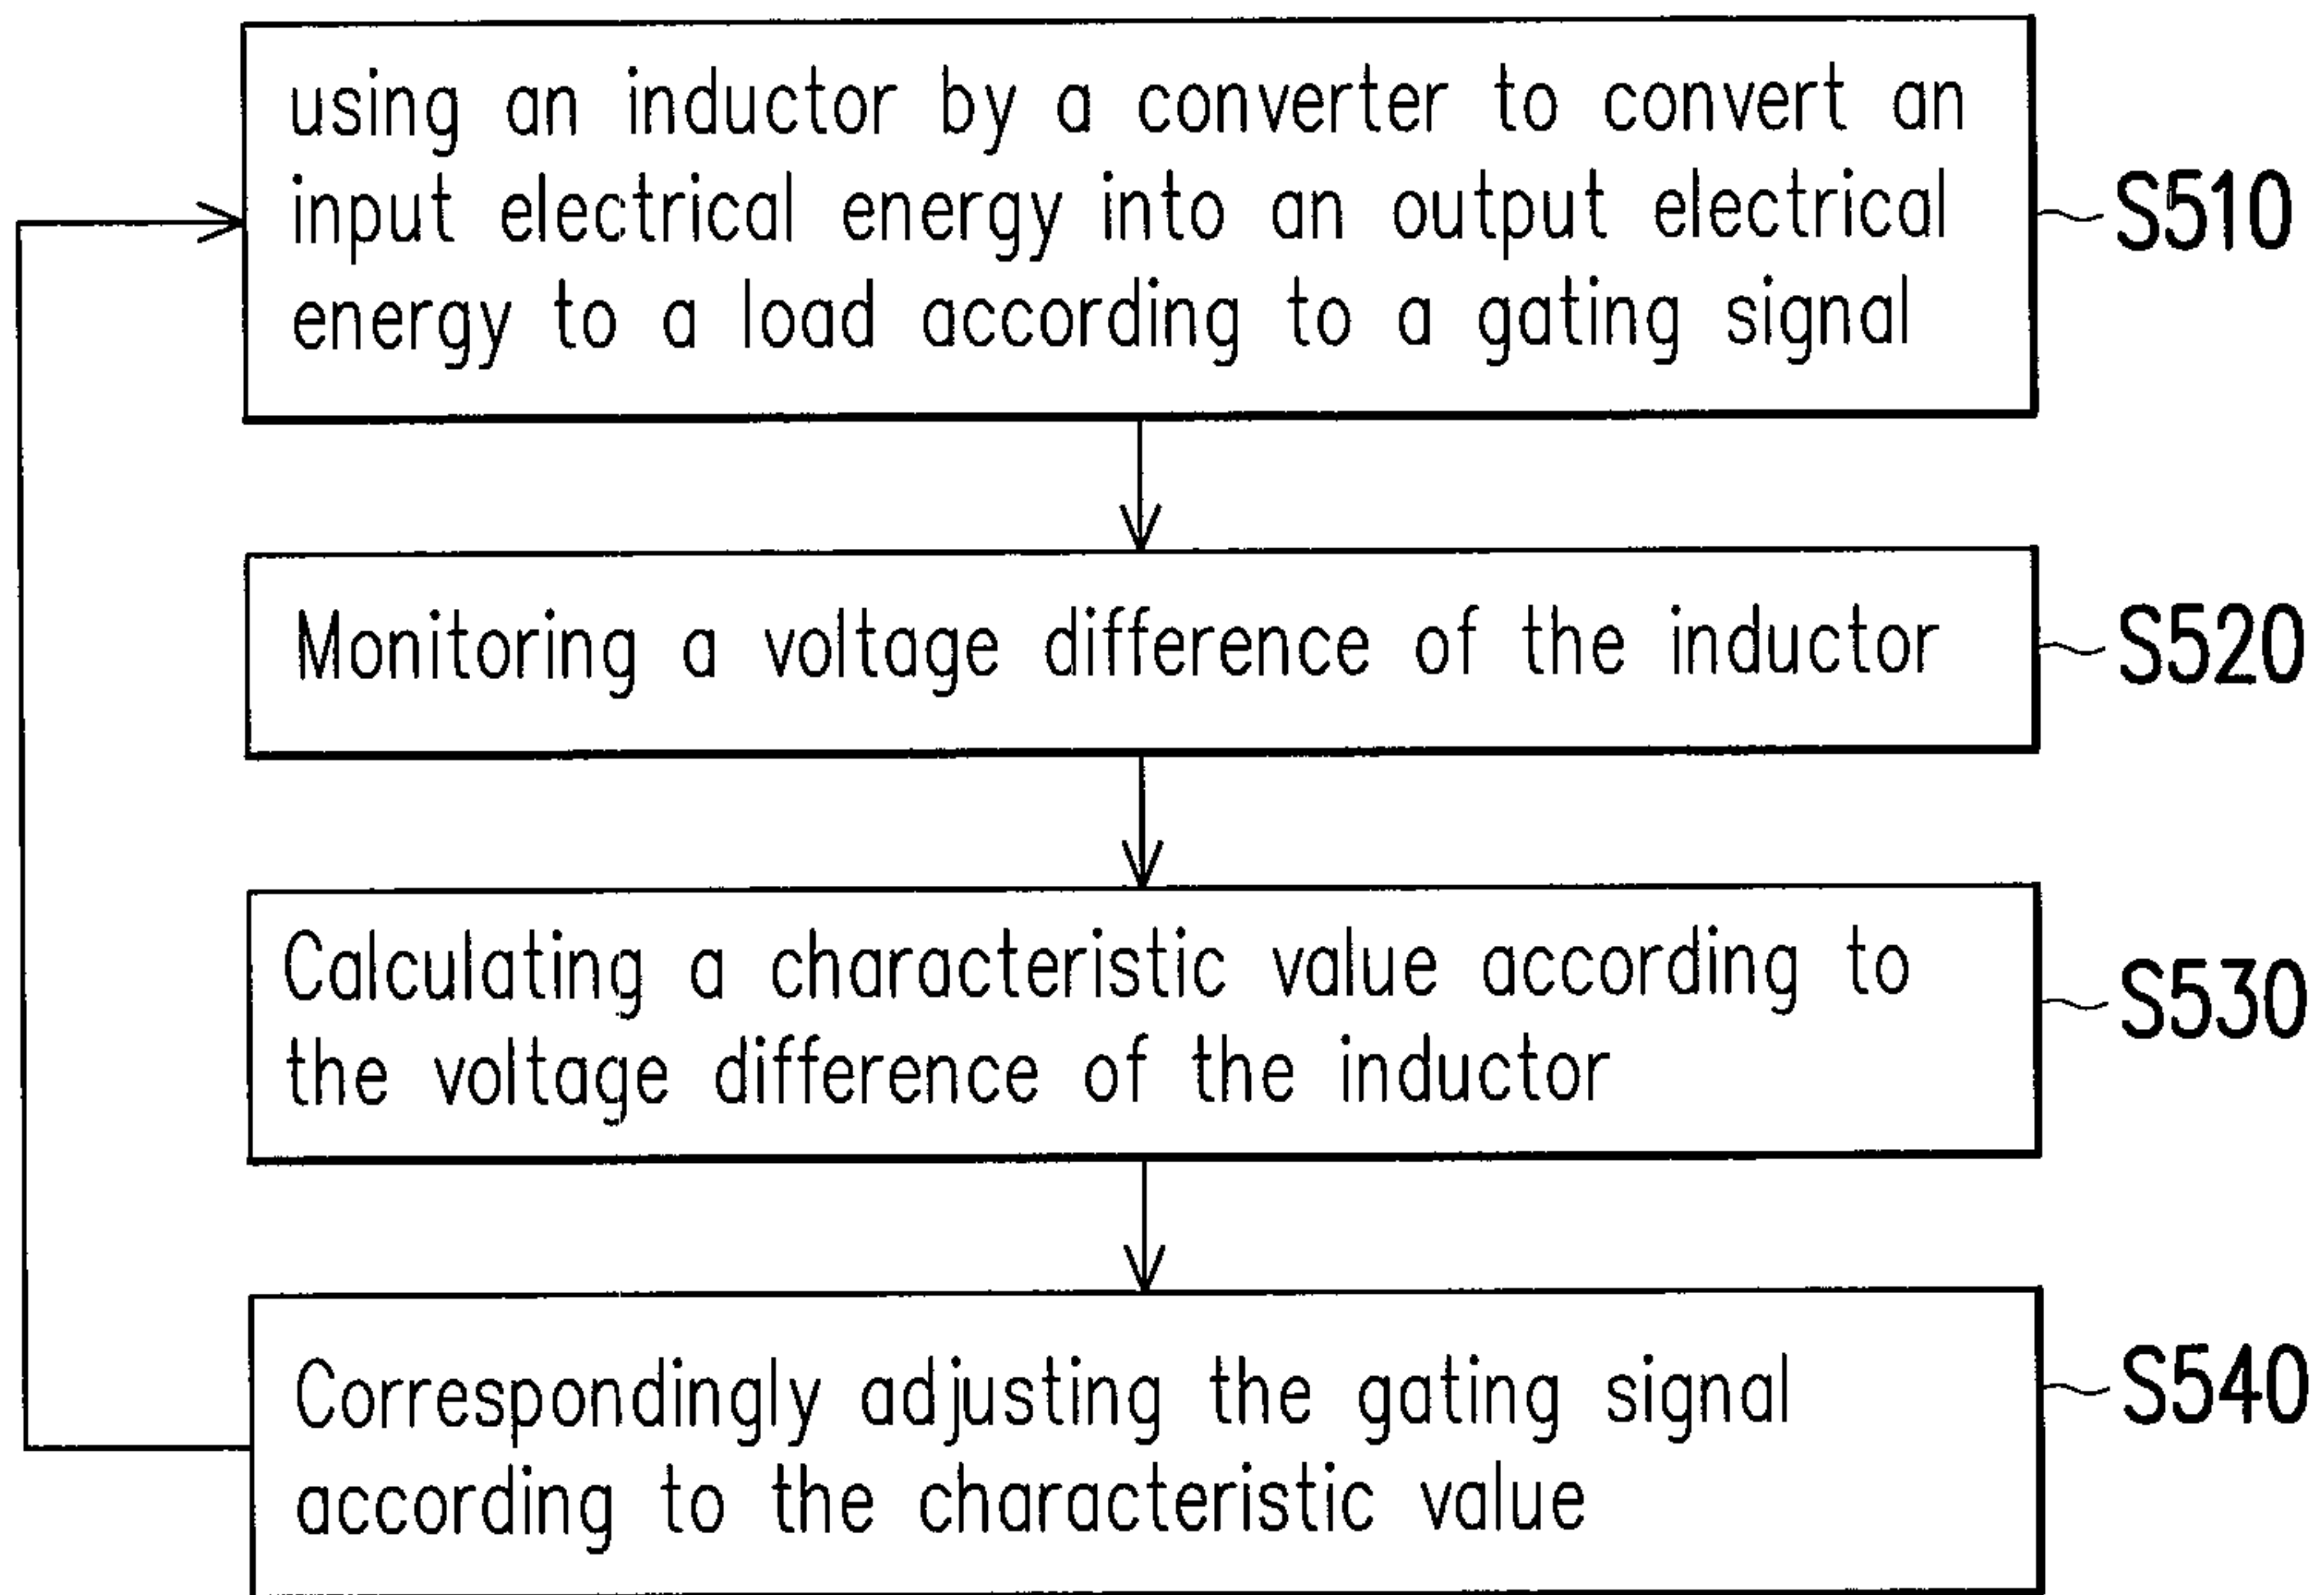 using an inductor by a converter to convert an
input electrical energy into an output electrical
energy to a load according to a gating signal
S510
Monitoring a voltage difference of the inductor
S520
Calculating a characteristic value according to
the voltage difference of the inductor
S530
Correspondingly adjusting the gating signal
according to the characteristic value
S540